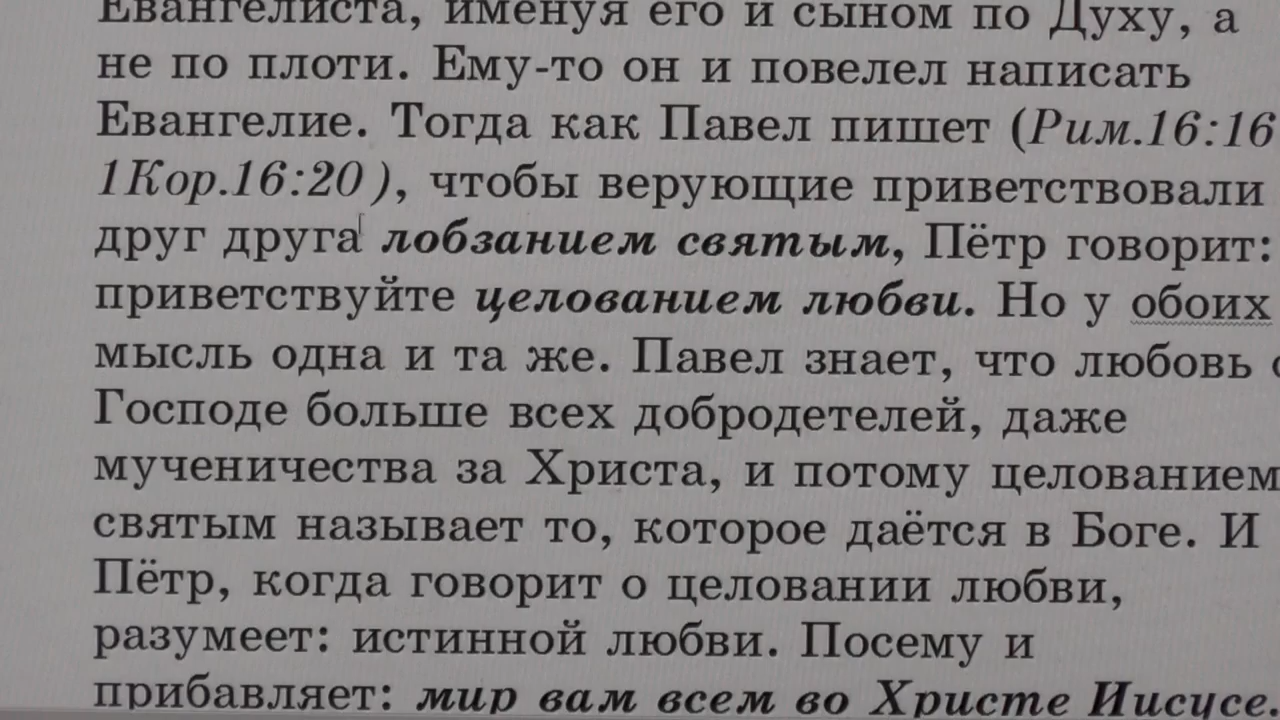 Евангелиста, именуя его и сыном по Духу, а
не по плоти. Ему-то он и повелел написать
Евангелие. Тогда как Павел пишет (Рим.16:16
1Кор.16:20), чтобы верующие приветствовали
друг друга лобзанием святым, Пётр говорит:
приветствуйте целованием любви. Но у обоих
мысль одна и та же. Павел знает, что любовь
Господе больше всех добродетелей, даже
мученичества за Христа, и потому целованием
святым называет то, которое даётся в Боге. И
Пётр, когда говорит о целовании любви,
разумеет: истинной любви. Посему и
прибавляет: мир вам всем во Христе Иисусе.